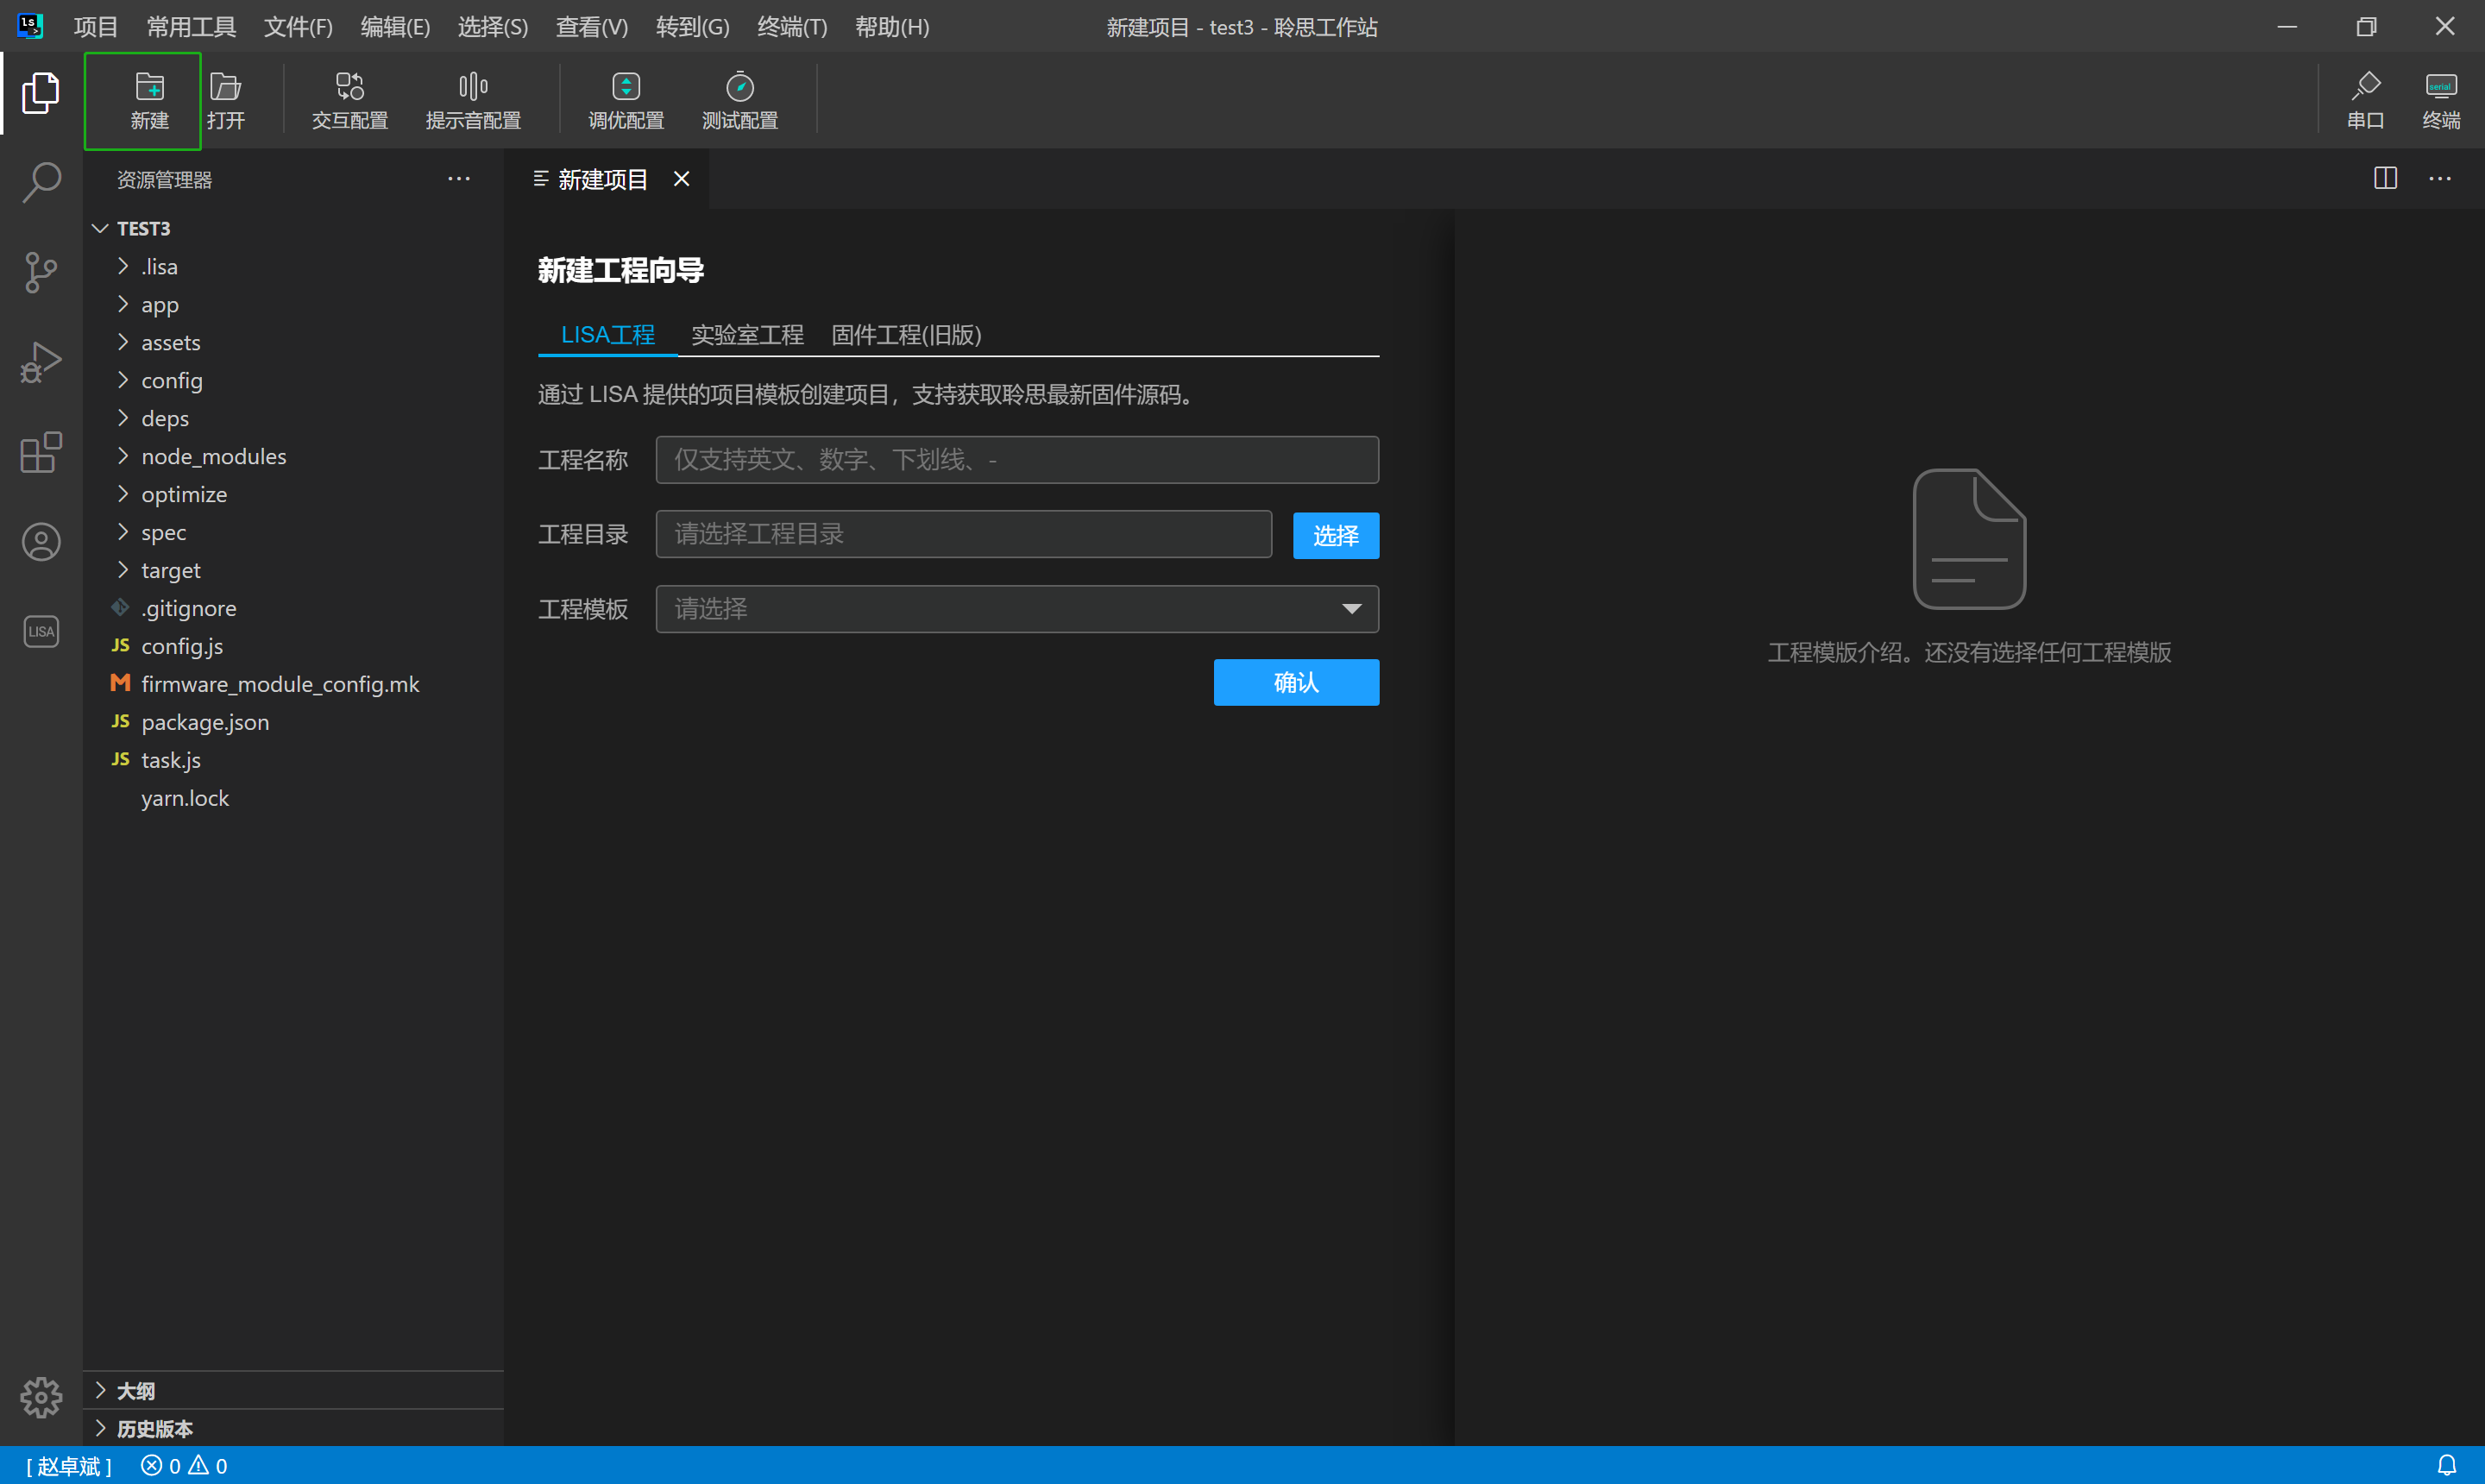 项目 常用工具 文件(F) 编辑(E) 选择(S) 查看(V) 转到(G) 终端(T) 帮助(H) 新建项目 - test3 - 聆思工作站
新建 打开 交互配置 提示音配置 调优配置 测试配置 serial 串口 终端
资源管理器
TEST3
.lisa
app
assets
config
deps
node_modules
optimize
spec
target
.gitignore
JS config.js
M firmware_module_config.mk
JS package.json
JS task.js
yarn.lock
大纲
历史版本
LISA
新建项目
新建工程向导
LISA工程 实验室工程 固件工程(旧版)
通过 LISA 提供的项目模板创建项目，支持获取聆思最新固件源码。
工程名称 仅支持英文、数字、下划线、-
工程目录 请选择工程目录 选择
工程模板 请选择
确认
工程模版介绍。还没有选择任何工程模版
[ 赵卓斌 ] 0 0
ls
>